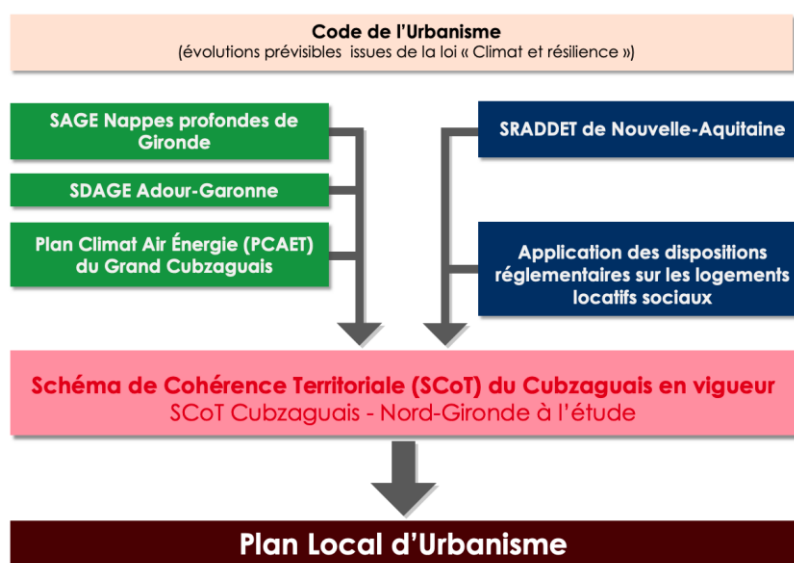 Code de l’Urbanisme
(évolutions prévisibles issues de la loi « Climat et résilience »)
SAGE Nappes profondes de
Gironde
SDAGE Adour-Garonne
Plan Climat Air Énergie (PCAET)
du Grand Cubzaguais
SRADDET de Nouvelle-Aquitaine
Application des dispositions
réglementaires sur les logements
locatifs sociaux
Schéma de Cohérence Territoriale (SCoT) du Cubzaguais en vigueur
SCoT Cubzaguais - Nord-Gironde à l’étude
Plan Local d’Urbanisme